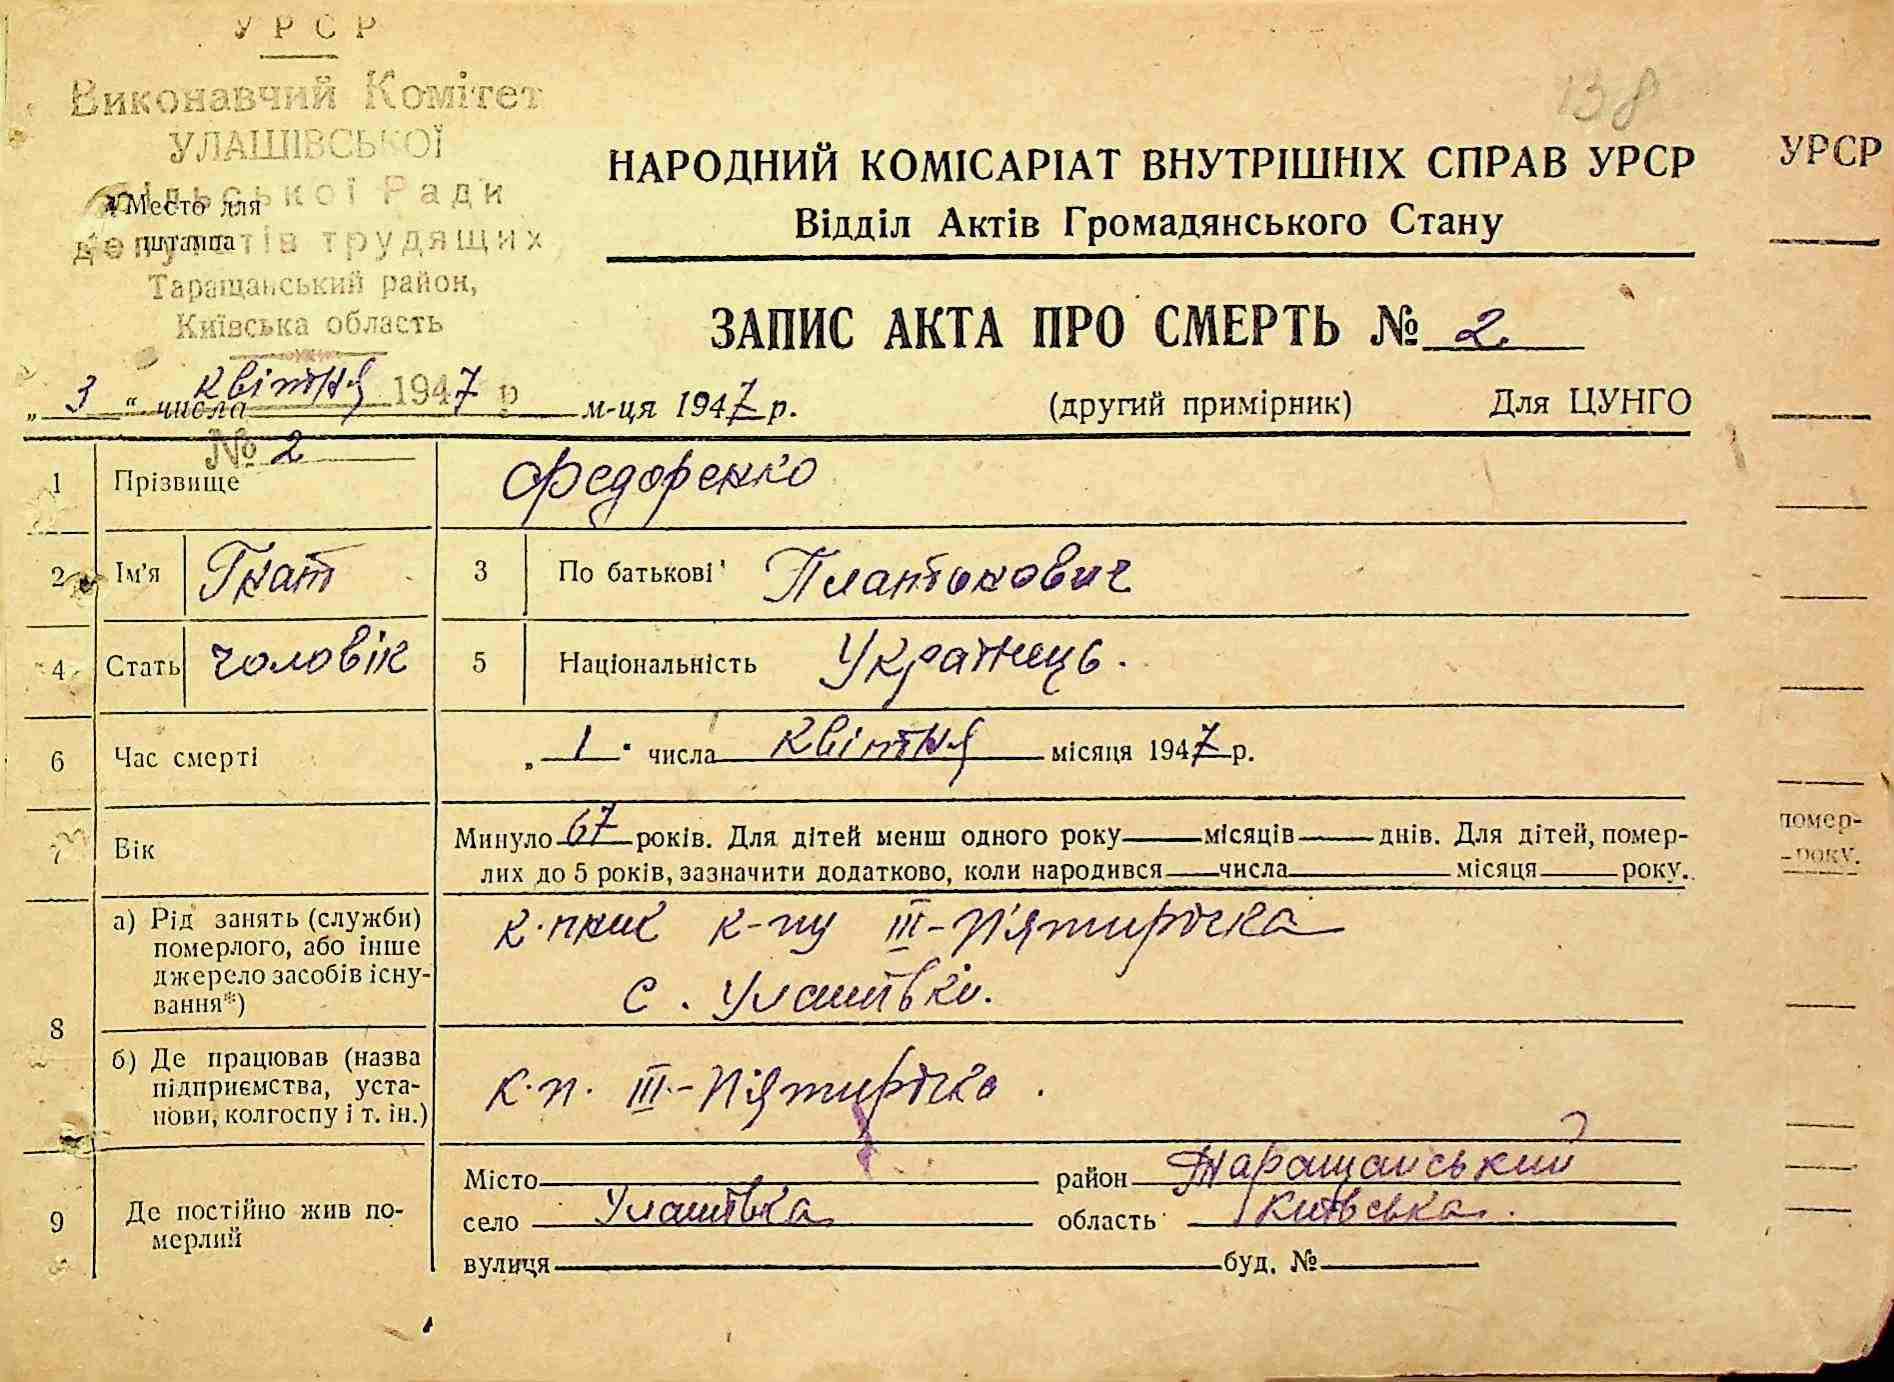 УРСР
Виконавчий Комітет
УЛАШІВСЬКОЇ
сільської Ради
депутатів трудящих
Таращанський район,
Київська область
квітня 1947 р
№ 2
Место для
штампа
138
НАРОДНИЙ КОМІСАРІАТ ВНУТРІШНІХ СПРАВ УРСР
Відділ Актів Громадянського Стану
ЗАПИС АКТА ПРО СМЕРТЬ № 2.
„ 3 “ числа м-ця 1947 р. (другий примірник) Для ЦУНГО
1 Прізвище Федоренко
2 Ім'я Гнат 3 По батькові Платонович
4 Стать чоловік 5 Національність Українець.
6 Час смерті „ 1 " числа квітня місяця 1947 р.
7 Вік Минуло 67 років. Для дітей менш одного року місяців днів. Для дітей, помер-
лих до 5 років, зазначити додатково, коли народився числа місяця року.
8 а) Рід занять (служби) померлого, або інше джерело засобів існу-вання*) к-пу III-П'ятирічка
с. Улашівки.
б) Де працював (назва підприємства, уста-нови, колгоспу і т. ін.) к.п. III-П'ятирічка.
9 Де постійно жив по-мерлий
Місто район Таращанський
село Улашівка область Київська.
вулиця буд. №
УРСР
помер-
року.